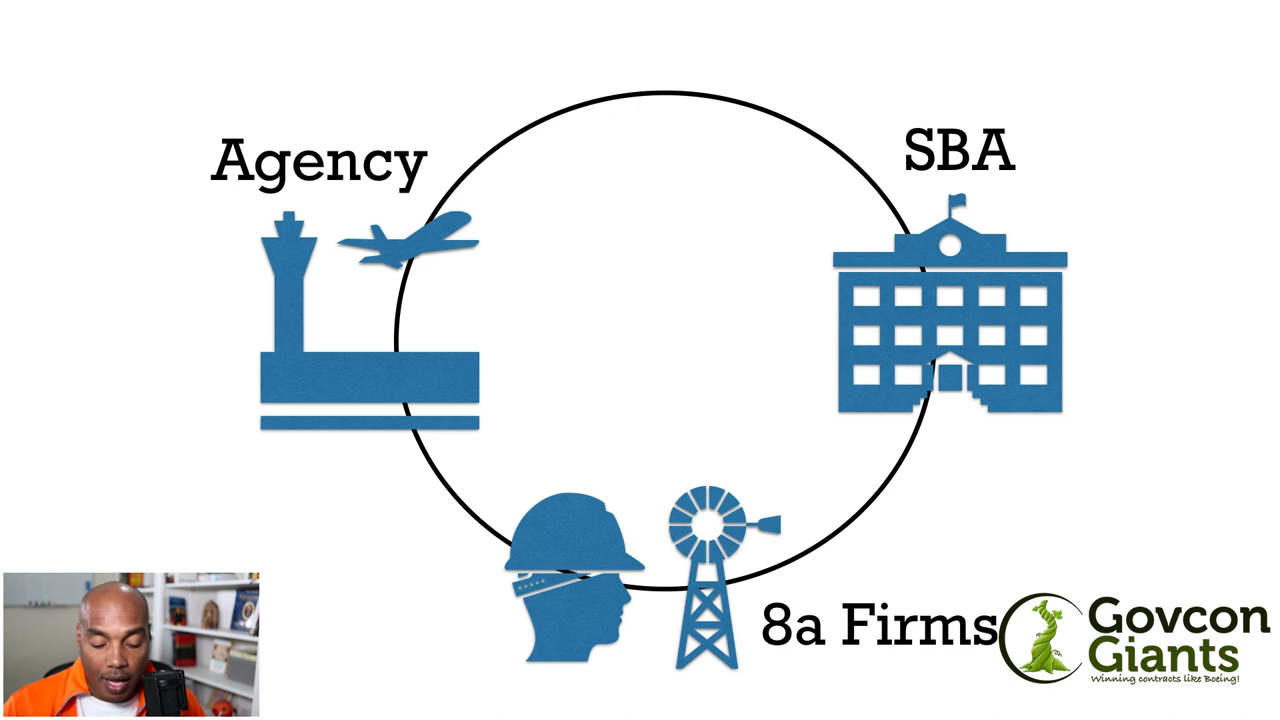 Agency
SBA
8a Firms
Govcon
Giants
Winning contracts like Boeing!